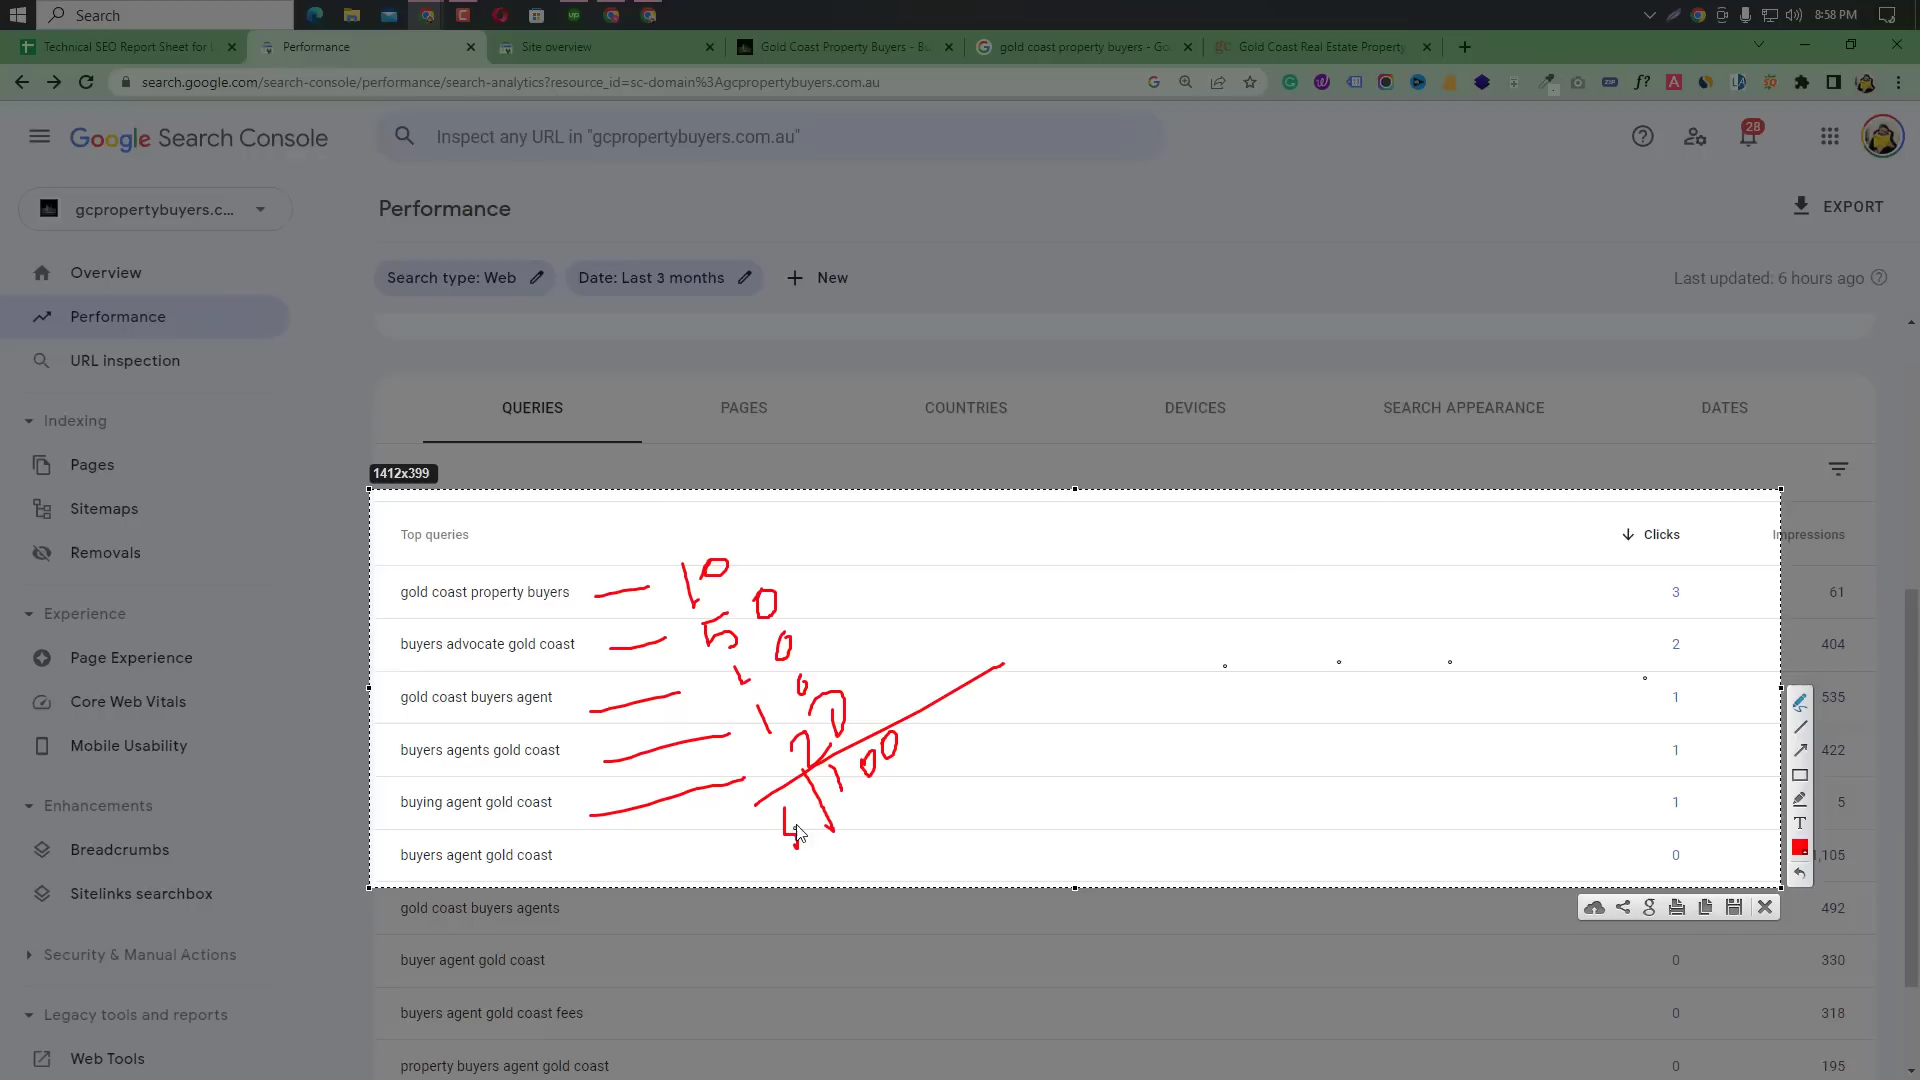 Search
8:58 PM
Technical SEO Report Sheet for
Performance
Site overview
Gold Coast Property Buyers - Bu
gold coast property buyers - Go
Gold Coast Real Estate Property
search.google.com/search-console/performance/search-analytics?resource_id=sc-domain%3Agcpropertybuyers.com.au
Google Search Console
Inspect any URL in "gcpropertybuyers.com.au"
28
gcpropertybuyers.c...
Performance
EXPORT
Search type: Web
Date: Last 3 months
New
Last updated: 6 hours ago
Overview
Performance
URL inspection
Indexing
Pages
Sitemaps
Removals
Experience
Page Experience
Core Web Vitals
Mobile Usability
Enhancements
Breadcrumbs
Sitelinks searchbox
Security & Manual Actions
Legacy tools and reports
Web Tools
QUERIES PAGES COUNTRIES DEVICES SEARCH APPEARANCE DATES
1412x399
Top queries Clicks Impressions
gold coast property buyers 3 61
buyers advocate gold coast 2 404
gold coast buyers agent 1 535
buyers agents gold coast 1 422
buying agent gold coast 1 5
buyers agent gold coast 0 1,105
gold coast buyers agents 492
buyer agent gold coast 0 330
buyers agent gold coast fees 0 318
property buyers agent gold coast 0 195